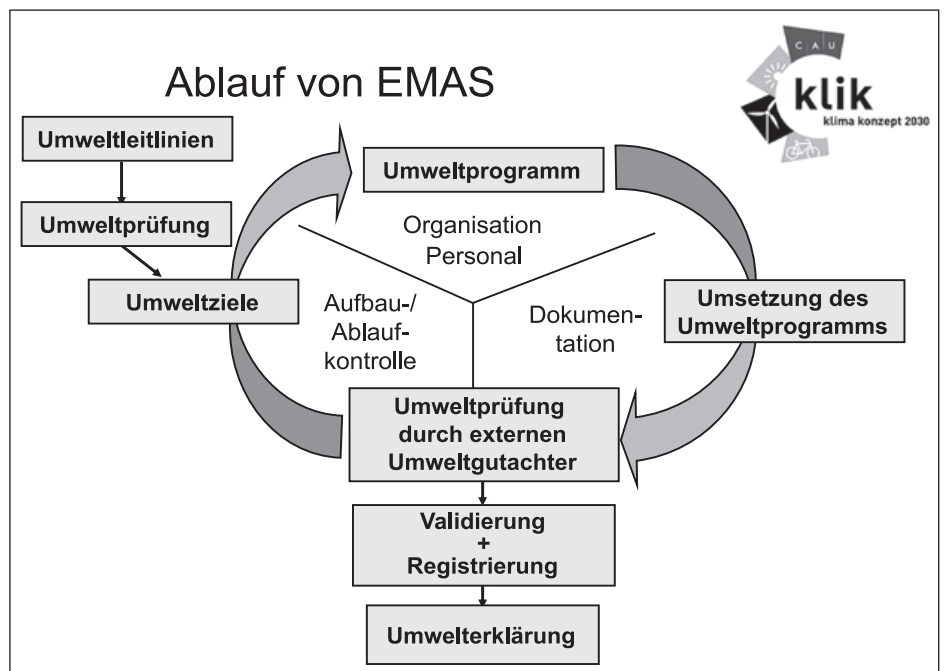 Ablauf von EMAS
CAU
klik
klima konzept 2030
Umweltleitlinien
Umweltprüfung
Umweltziele
Umweltprogramm
Organisation
Personal
Aufbau-/
Ablauf-
kontrolle
Dokumen-
tation
Umsetzung des
Umweltprogramms
Umweltprüfung
durch externen
Umweltgutachter
Validierung
+
Registrierung
Umwelterklärung